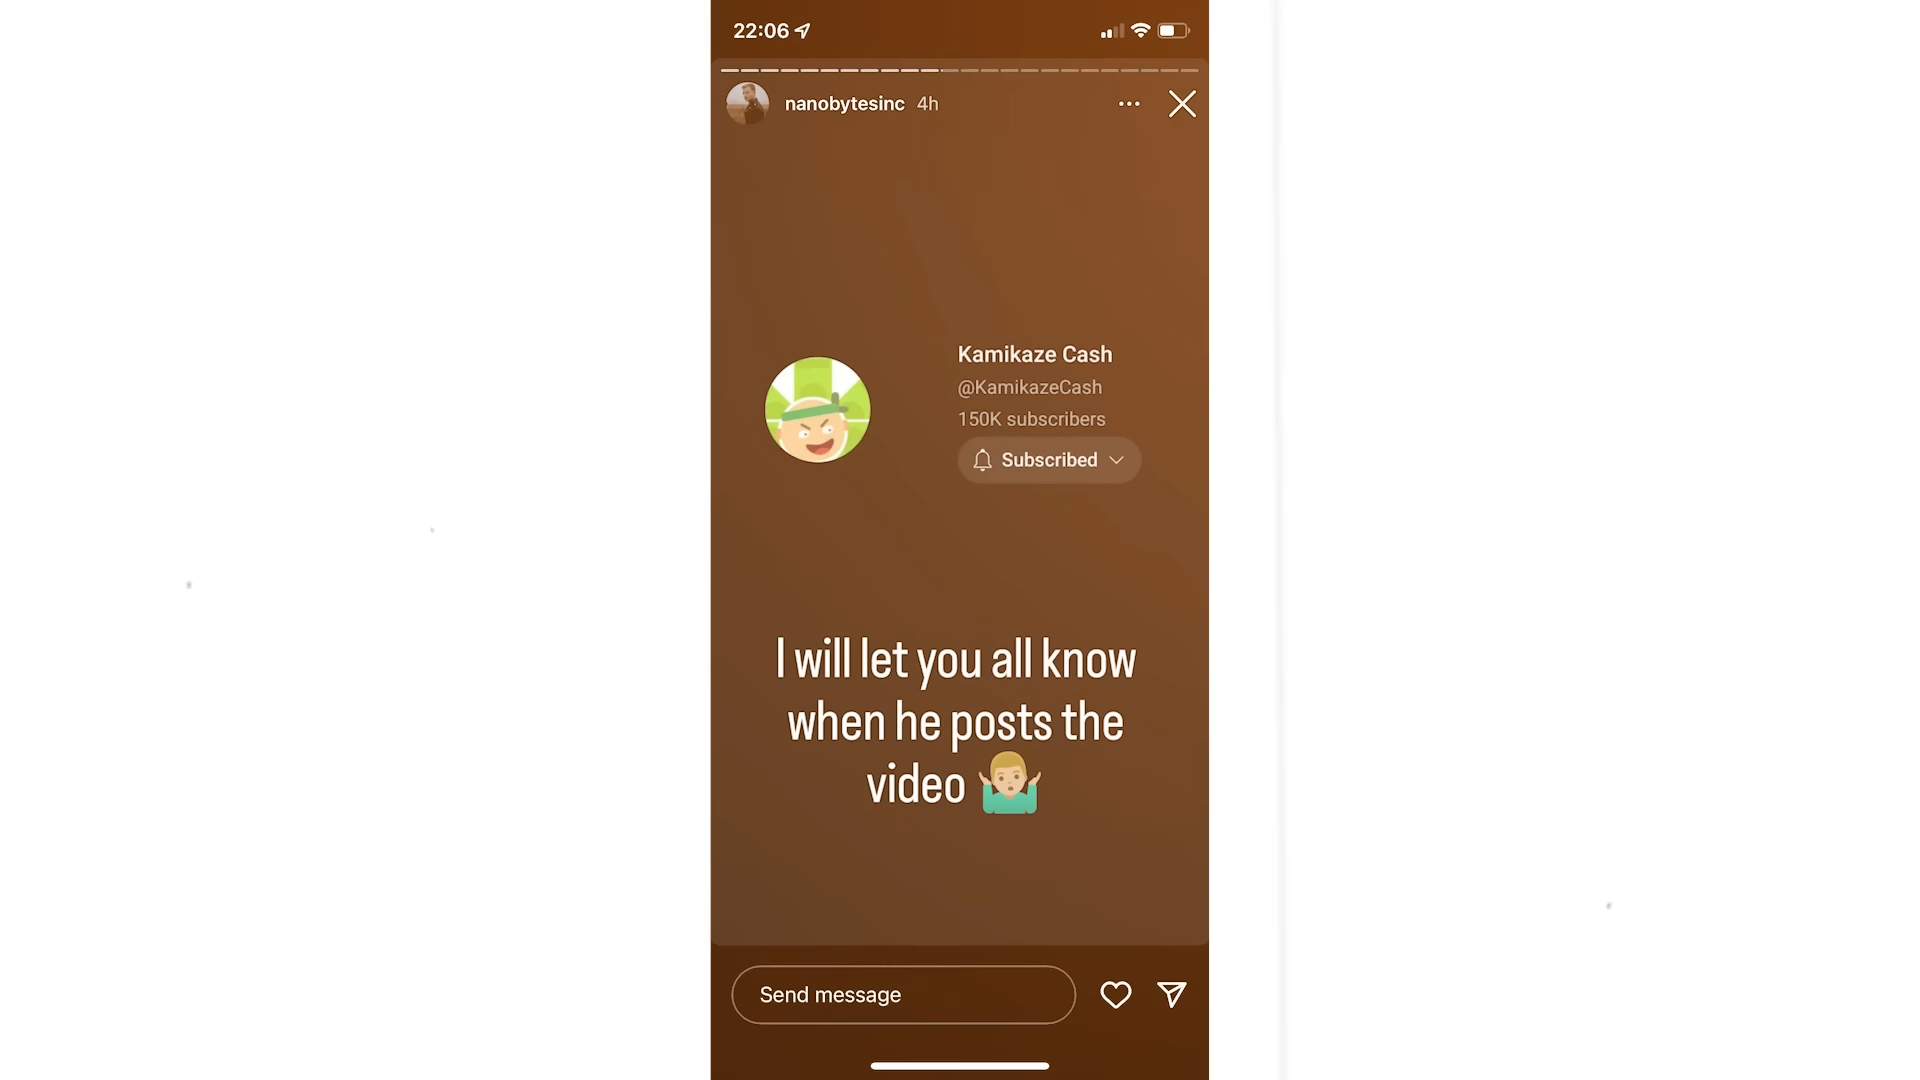 22:06
nanobytesinc 4h
Kamikaze Cash
@KamikazeCash
150K subscribers
Subscribed
I will let you all know
when he posts the
video
Send message